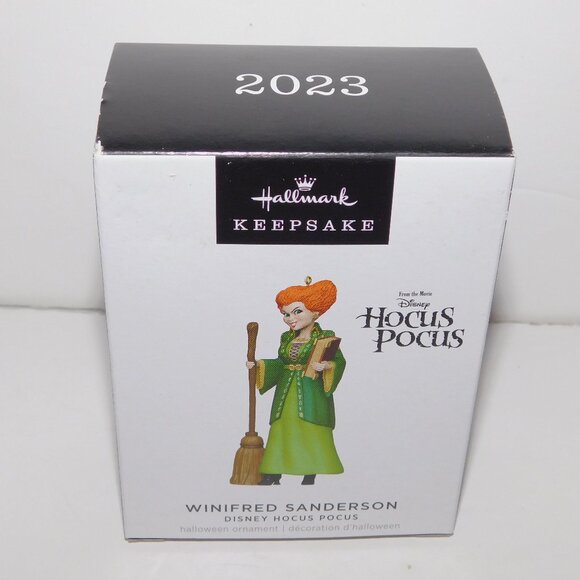 2023
Hallmark
KEEPSAKE
From the Movie
Disney
HOCUS
POCUS
WINIFRED SANDERSON
DISNEY HOCUS POCUS
halloween ornament | décoration d'halloween